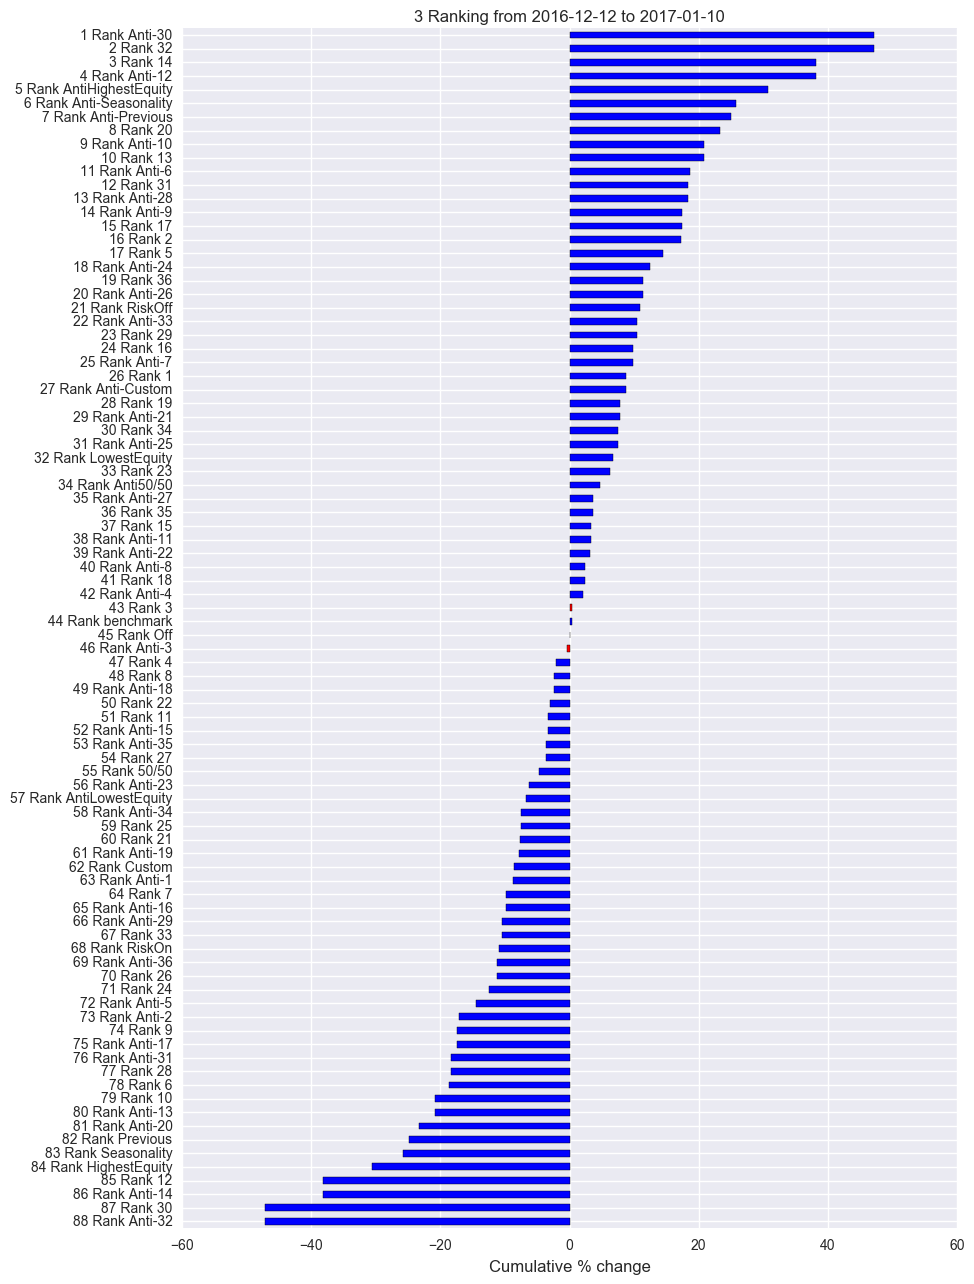 3 Ranking from 2016-12-12 to 2017-01-10
1 Rank Anti-30
2 Rank 32
3 Rank 14
4 Rank Anti-12
5 Rank AntiHighestEquity
6 Rank Anti-Seasonality
7 Rank Anti-Previous
8 Rank 20
9 Rank Anti-10
10 Rank 13
11 Rank Anti-6
12 Rank 31
13 Rank Anti-28
14 Rank Anti-9
15 Rank 17
16 Rank 2
17 Rank 5
18 Rank Anti-24
19 Rank 36
20 Rank Anti-26
21 Rank RiskOff
22 Rank Anti-33
23 Rank 29
24 Rank 16
25 Rank Anti-7
26 Rank 1
27 Rank Anti-Custom
28 Rank 19
29 Rank Anti-21
30 Rank 34
31 Rank Anti-25
32 Rank LowestEquity
33 Rank 23
34 Rank Anti50/50
35 Rank Anti-27
36 Rank 35
37 Rank 15
38 Rank Anti-11
39 Rank Anti-22
40 Rank Anti-8
41 Rank 18
42 Rank Anti-4
43 Rank 3
44 Rank benchmark
45 Rank Off
46 Rank Anti-3
47 Rank 4
48 Rank 8
49 Rank Anti-18
50 Rank 22
51 Rank 11
52 Rank Anti-15
53 Rank Anti-35
54 Rank 27
55 Rank 50/50
56 Rank Anti-23
57 Rank AntiLowestEquity
58 Rank Anti-34
59 Rank 25
60 Rank 21
61 Rank Anti-19
62 Rank Custom
63 Rank Anti-1
64 Rank 7
65 Rank Anti-16
66 Rank Anti-29
67 Rank 33
68 Rank RiskOn
69 Rank Anti-36
70 Rank 26
71 Rank 24
72 Rank Anti-5
73 Rank Anti-2
74 Rank 9
75 Rank Anti-17
76 Rank Anti-31
77 Rank 28
78 Rank 6
79 Rank 10
80 Rank Anti-13
81 Rank Anti-20
82 Rank Previous
83 Rank Seasonality
84 Rank HighestEquity
85 Rank 12
86 Rank Anti-14
87 Rank 30
88 Rank Anti-32
−60 −40 −20 0 20 40 60
Cumulative % change